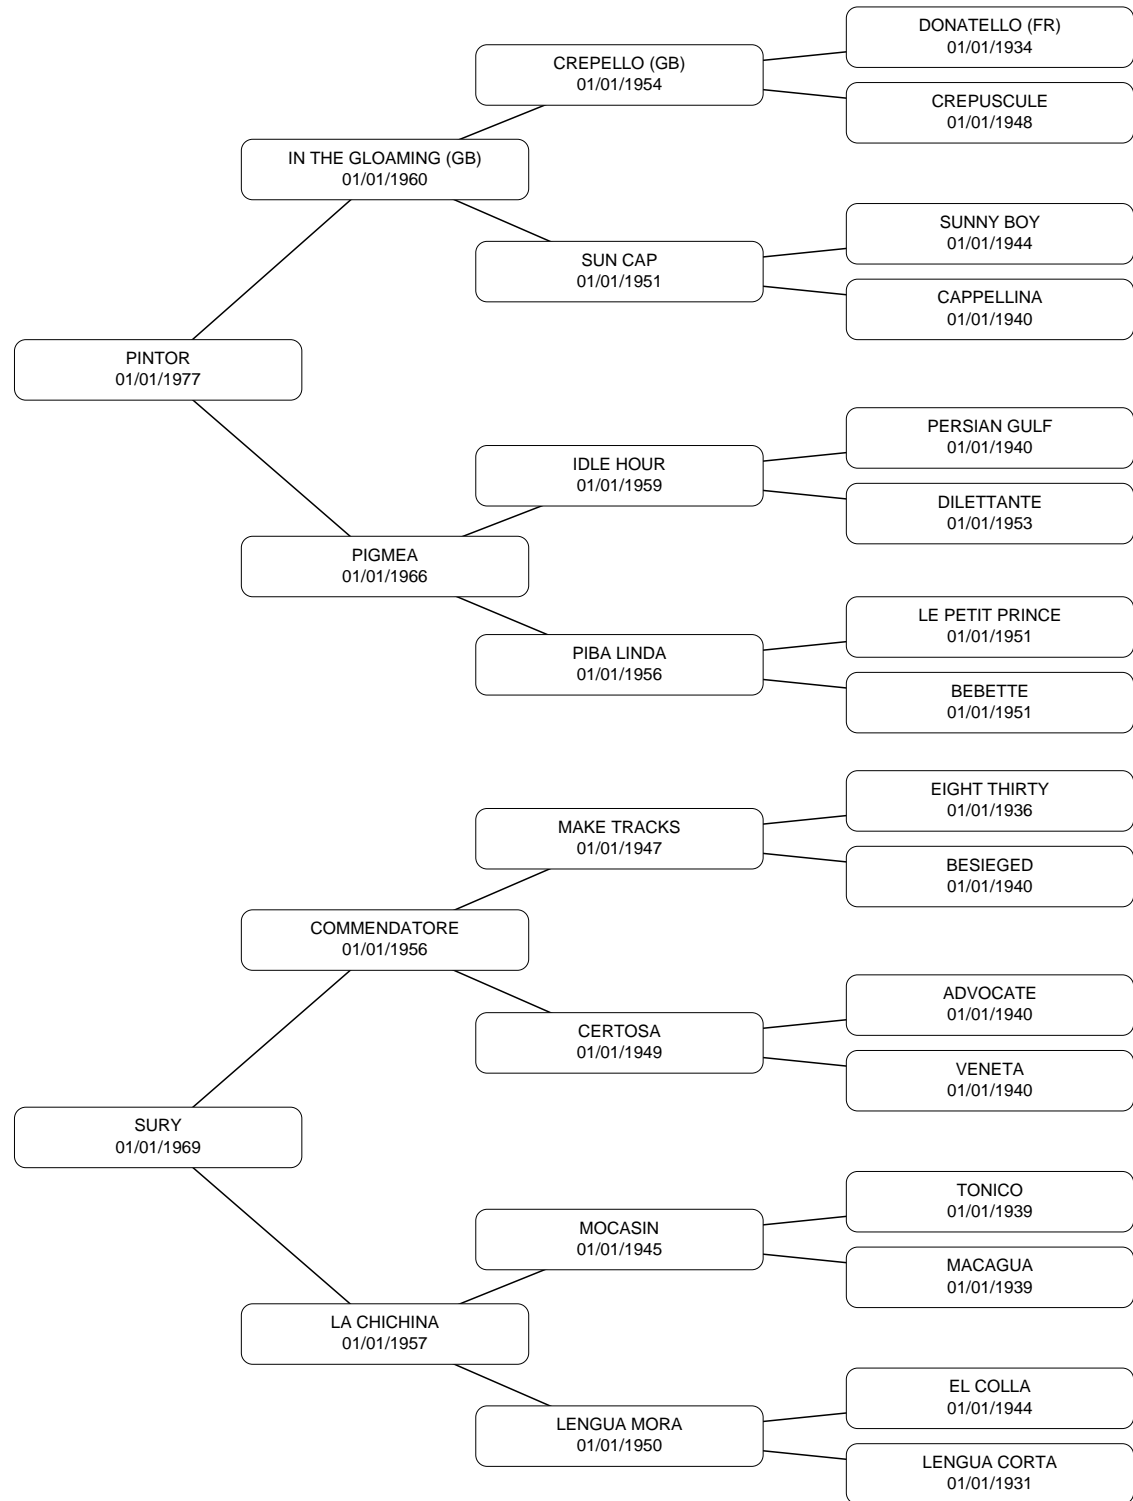 DONATELLO (FR)
01/01/1934
CREPELLO (GB)
01/01/1954
CREPUSCULE
01/01/1948
IN THE GLOAMING (GB)
01/01/1960
SUNNY BOY
01/01/1944
SUN CAP
01/01/1951
CAPPELLINA
01/01/1940
PINTOR
01/01/1977
PERSIAN GULF
01/01/1940
IDLE HOUR
01/01/1959
DILETTANTE
01/01/1953
PIGMEA
01/01/1966
LE PETIT PRINCE
01/01/1951
PIBA LINDA
01/01/1956
BEBETTE
01/01/1951
EIGHT THIRTY
01/01/1936
MAKE TRACKS
01/01/1947
BESIEGED
01/01/1940
COMMENDATORE
01/01/1956
ADVOCATE
01/01/1940
CERTOSA
01/01/1949
VENETA
01/01/1940
SURY
01/01/1969
TONICO
01/01/1939
MOCASIN
01/01/1945
MACAGUA
01/01/1939
LA CHICHINA
01/01/1957
EL COLLA
01/01/1944
LENGUA MORA
01/01/1950
LENGUA CORTA
01/01/1931